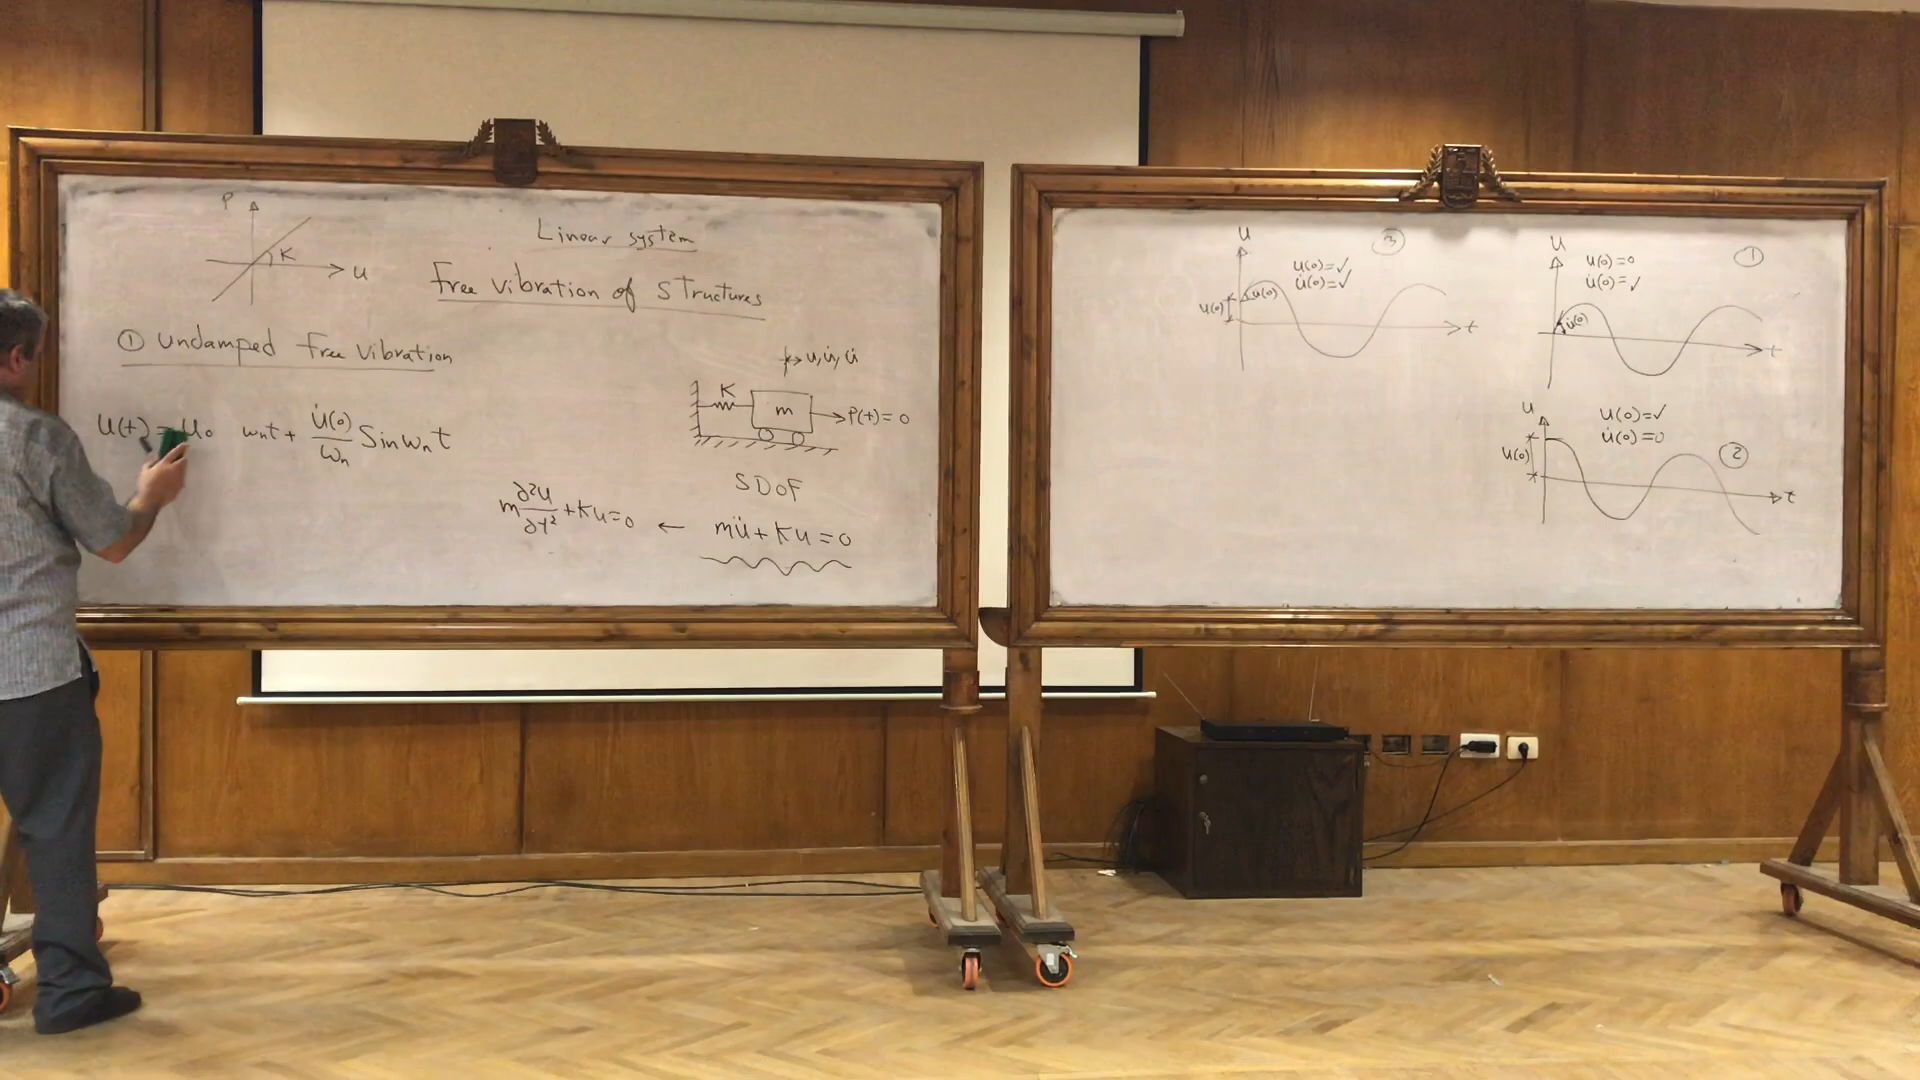 P
K
u
Linear system
Free vibration of structures
① undamped free vibration
u, u̇, ü
K
m
P(t) = 0
u(t) = u₀ ωnt + u̇(0)/ωn Sin ωn t
SDOF
m ∂²u/∂t² + Ku = 0 ← mü + Ku = 0
u
③
u(0) = ✓
u̇(0) = ✓
u(0)
u̇(0)
t
u
①
u(0) = 0
u̇(0) = ✓
u̇(0)
t
u
u(0) = ✓
u̇(0) = 0
②
u(0)
t